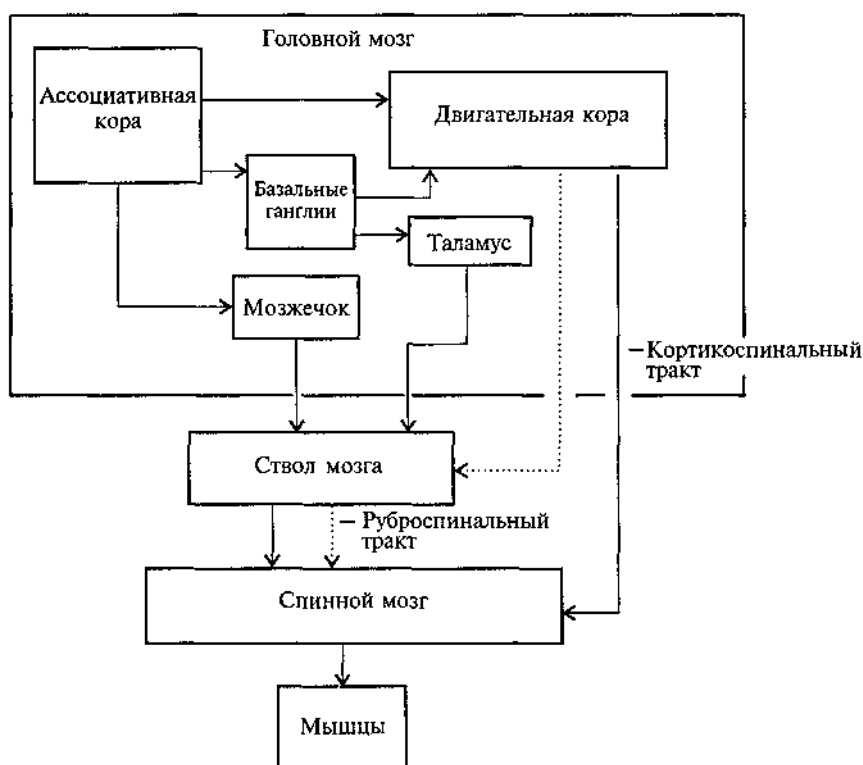 Головной мозг
Ассоциативная
кора
Двигательная кора
Базальные
ганглии
Таламус
Мозжечок
– Кортикоспинальный
тракт
Ствол мозга
– Руброспинальный
тракт
Спинной мозг
Мышцы